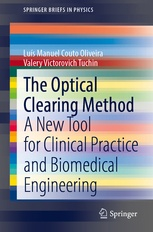 SPRINGER BRIEFS IN PHYSICS
Luís Manuel Couto Oliveira
Valery Victorovich Tuchin
The Optical
Clearing Method
A New Tool
for Clinical Practice
and Biomedical
Engineering
Springer